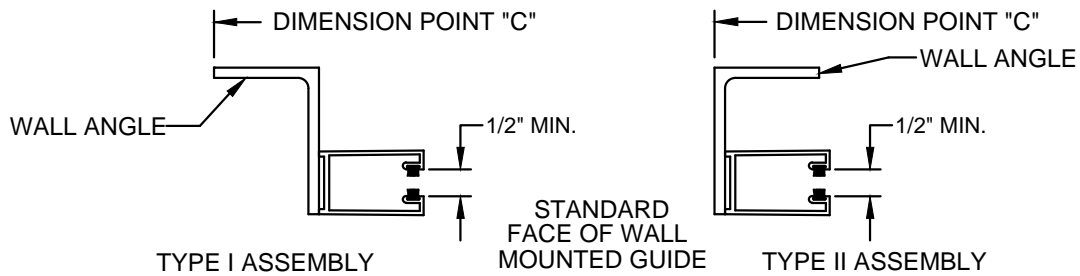 DIMENSION POINT "C"
DIMENSION POINT "C"
WALL ANGLE
WALL ANGLE
1/2" MIN.
1/2" MIN.
STANDARD
FACE OF WALL
MOUNTED GUIDE
TYPE I ASSEMBLY
TYPE II ASSEMBLY